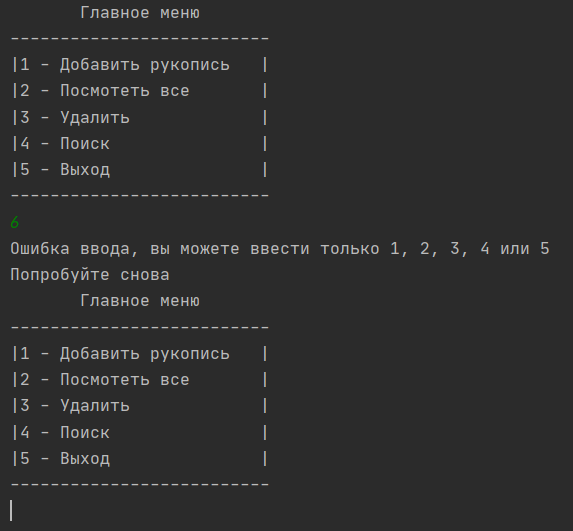 Главное меню
--------------------------
|1 - Добавить рукопись   |
|2 - Посмотеть все       |
|3 - Удалить             |
|4 - Поиск               |
|5 - Выход               |
--------------------------
6
Ошибка ввода, вы можете ввести только 1, 2, 3, 4 или 5
Попробуйте снова
Главное меню
--------------------------
|1 - Добавить рукопись   |
|2 - Посмотеть все       |
|3 - Удалить             |
|4 - Поиск               |
|5 - Выход               |
--------------------------